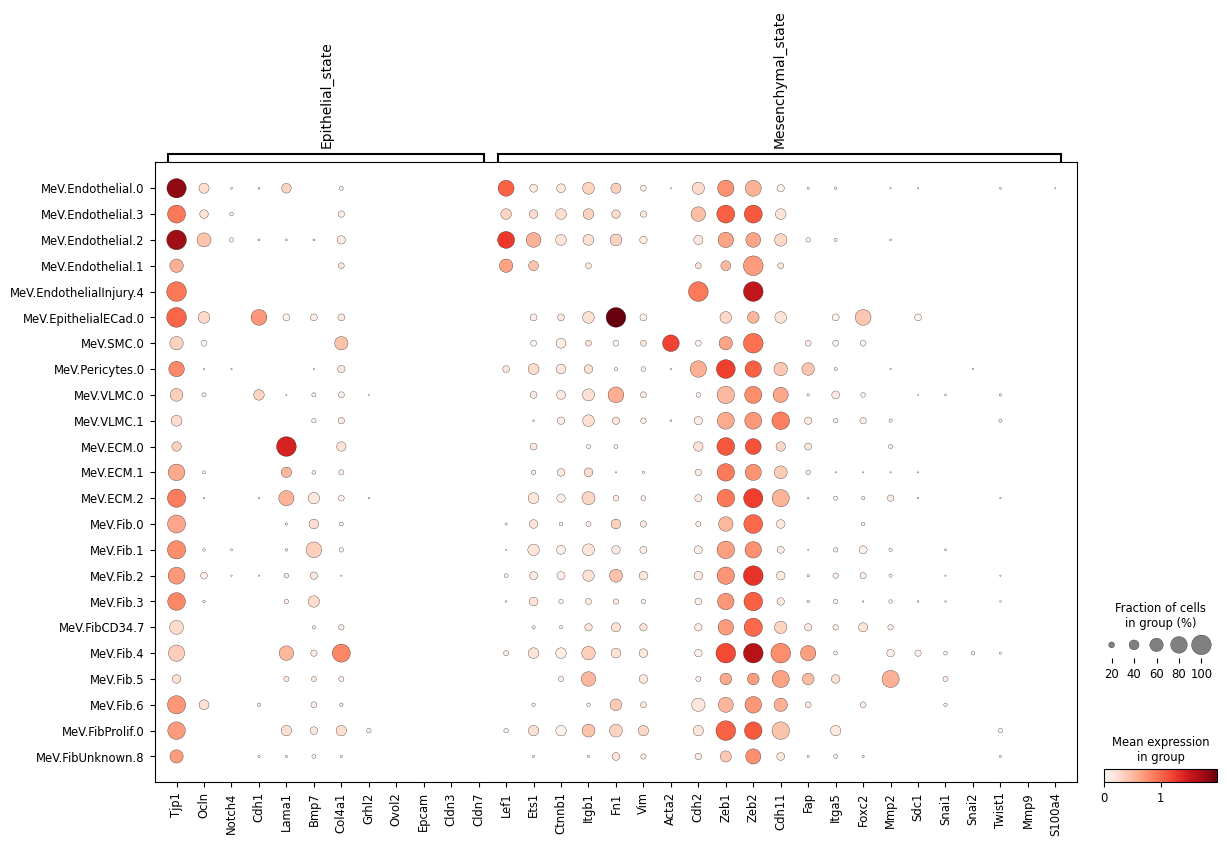 Epithelial_state
Mesenchymal_state
MeV.Endothelial.0
MeV.Endothelial.3
MeV.Endothelial.2
MeV.Endothelial.1
MeV.EndothelialInjury.4
MeV.EpithelialECad.0
MeV.SMC.0
MeV.Pericytes.0
MeV.VLMC.0
MeV.VLMC.1
MeV.ECM.0
MeV.ECM.1
MeV.ECM.2
MeV.Fib.0
MeV.Fib.1
MeV.Fib.2
MeV.Fib.3
MeV.FibCD34.7
MeV.Fib.4
MeV.Fib.5
MeV.Fib.6
MeV.FibProlif.0
MeV.FibUnknown.8
Tjp1
Ocln
Notch4
Cdh1
Lama1
Bmp7
Col4a1
Grhl2
Ovol2
Epcam
Cldn3
Cldn7
Lef1
Ets1
Ctnnb1
Itgb1
Fn1
Vim
Acta2
Cdh2
Zeb1
Zeb2
Cdh11
Fap
Itga5
Foxc2
Mmp2
Sdc1
Snai1
Snai2
Twist1
Mmp9
S100a4
Fraction of cells
in group (%)
20 40 60 80 100
Mean expression
in group
0 1